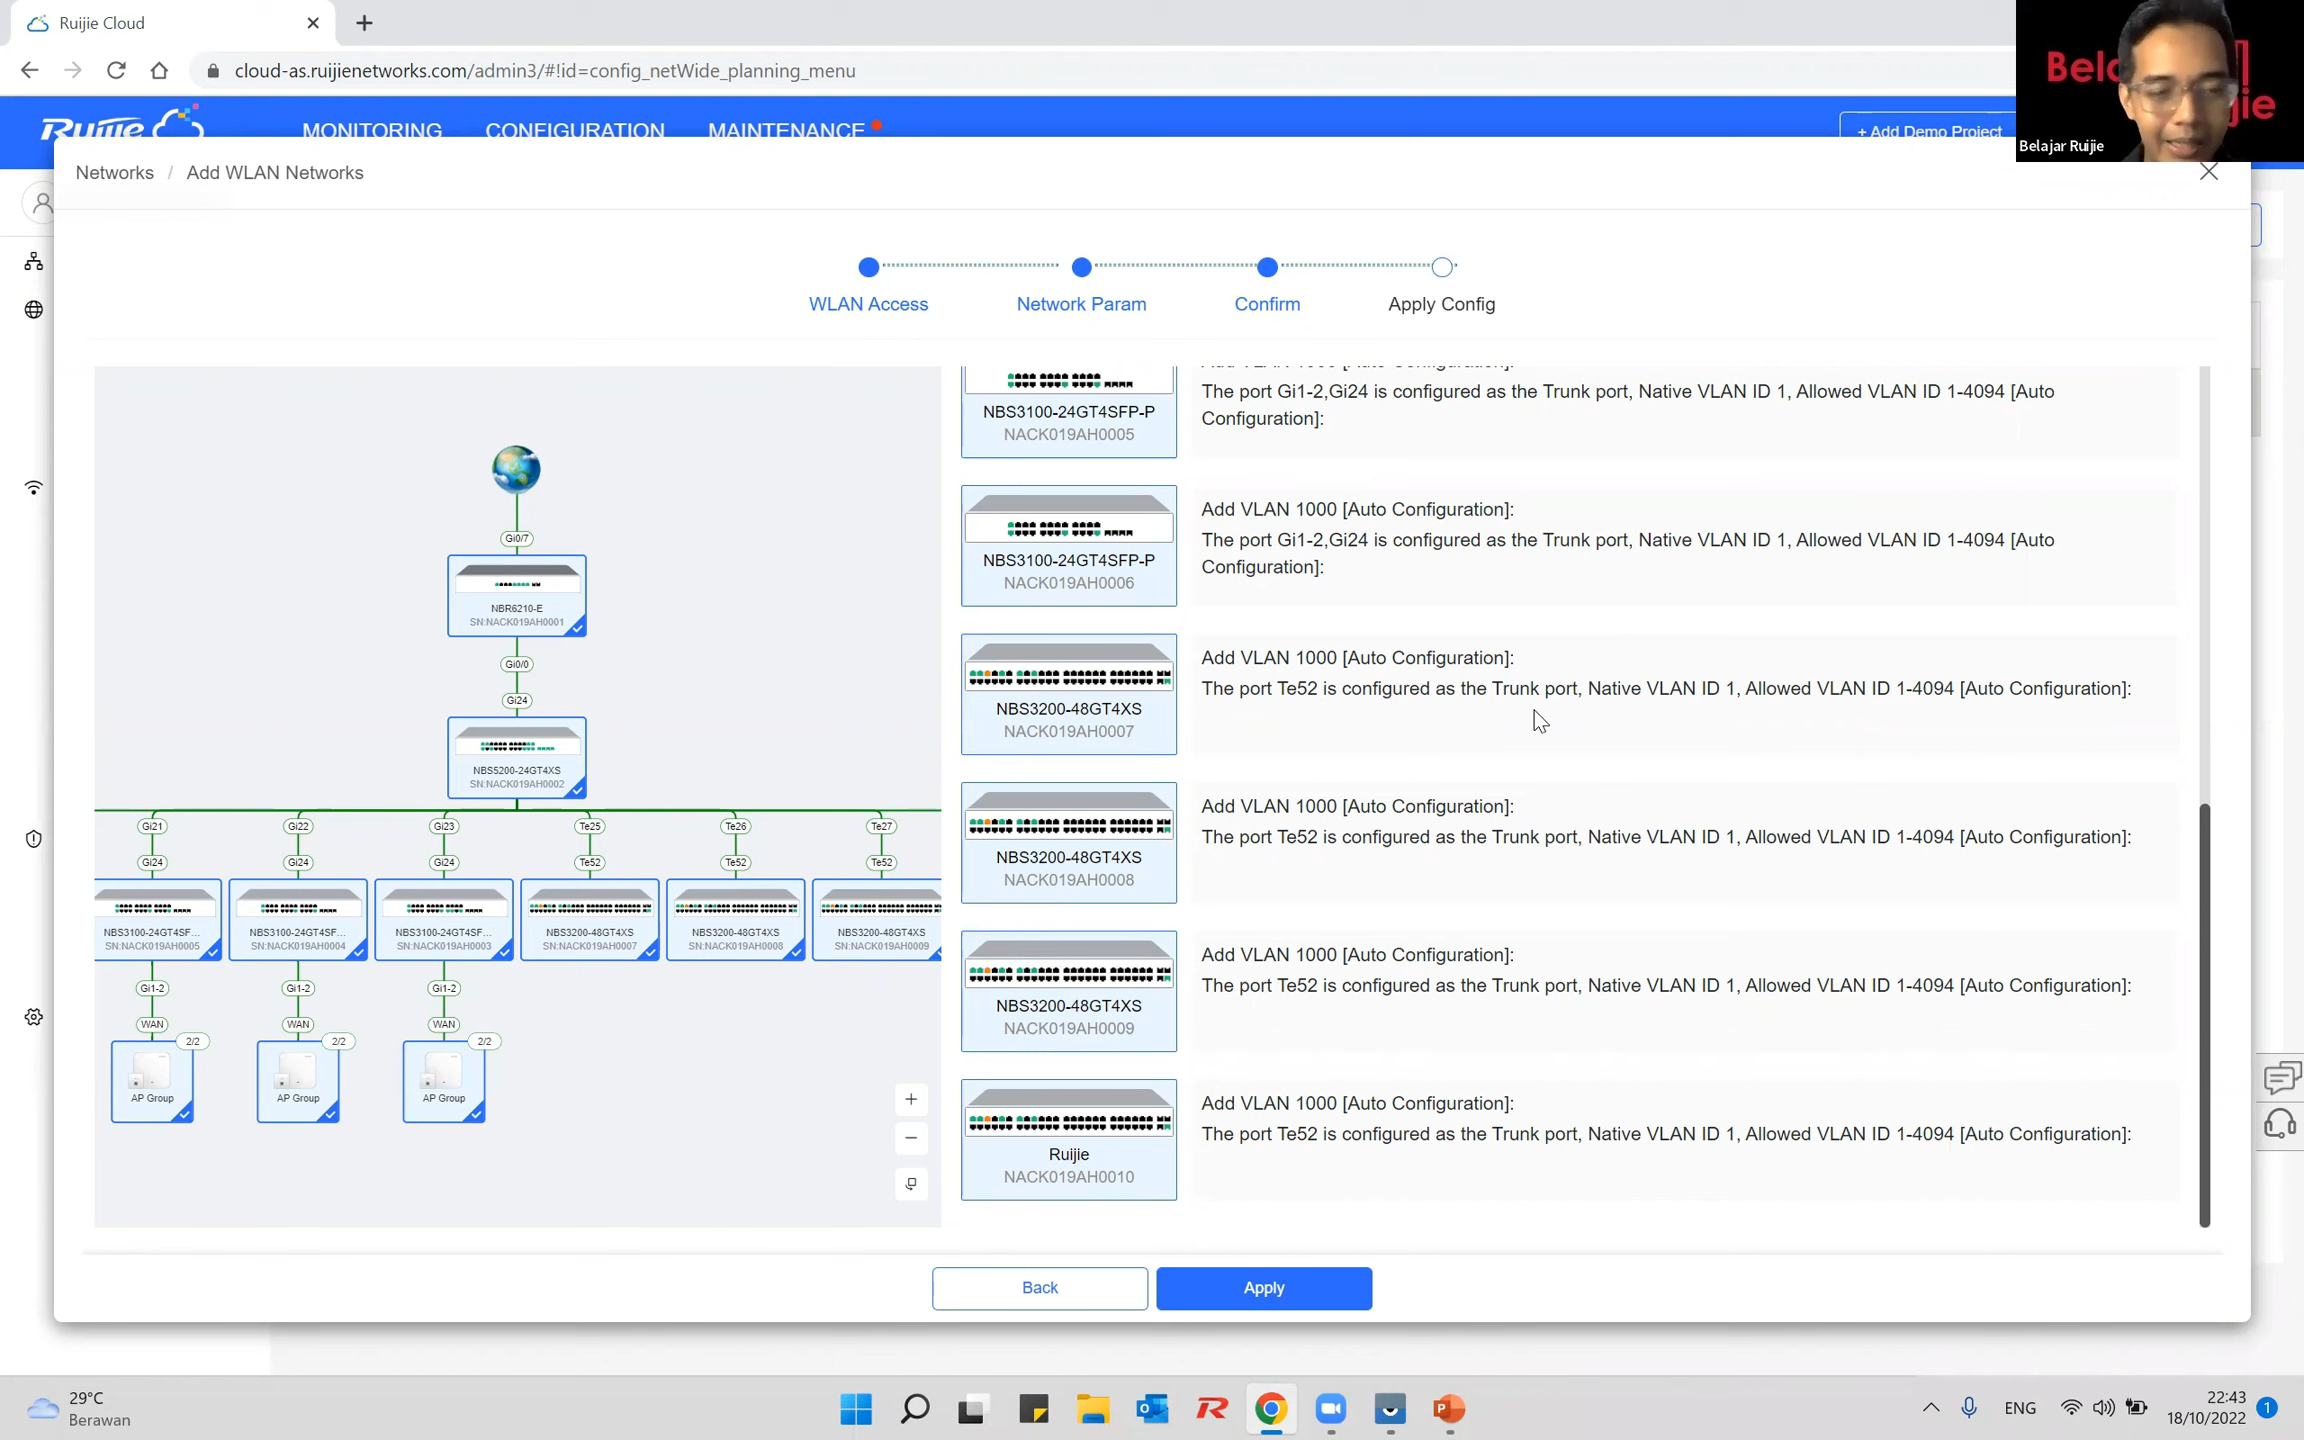 Ruijie Cloud
cloud-as.ruijienetworks.com/admin3/#!id=config_netWide_planning_menu
Ruijie
MONITORING
CONFIGURATION
MAINTENANCE
+ Add Demo Project
Belajar Ruijie
Networks / Add WLAN Networks
WLAN Access
Network Param
Confirm
Apply Config
Gi0/7
NBR6210-E
SN:NACK019AH0001
Gi0/0
Gi24
NBS5200-24GT4XS
SN:NACK019AH0002
Gi21 Gi22 Gi23 Te25 Te26 Te27
Gi24 Gi24 Gi24 Te52 Te52 Te52
NBS3100-24GT4SF... NBS3100-24GT4SF... NBS3100-24GT4SF... NBS3200-48GT4XS NBS3200-48GT4XS NBS3200-48GT4XS
SN:NACK019AH0005 SN:NACK019AH0004 SN:NACK019AH0003 SN:NACK019AH0007 SN:NACK019AH0008 SN:NACK019AH0009
Gi1-2 Gi1-2 Gi1-2
WAN WAN WAN
2/2 2/2 2/2
AP Group AP Group AP Group
NBS3100-24GT4SFP-P
NACK019AH0005
Add VLAN 1000 [Auto Configuration]:
The port Gi1-2,Gi24 is configured as the Trunk port, Native VLAN ID 1, Allowed VLAN ID 1-4094 [Auto
Configuration]:
NBS3100-24GT4SFP-P
NACK019AH0006
Add VLAN 1000 [Auto Configuration]:
The port Gi1-2,Gi24 is configured as the Trunk port, Native VLAN ID 1, Allowed VLAN ID 1-4094 [Auto
Configuration]:
NBS3200-48GT4XS
NACK019AH0007
Add VLAN 1000 [Auto Configuration]:
The port Te52 is configured as the Trunk port, Native VLAN ID 1, Allowed VLAN ID 1-4094 [Auto Configuration]:
NBS3200-48GT4XS
NACK019AH0008
Add VLAN 1000 [Auto Configuration]:
The port Te52 is configured as the Trunk port, Native VLAN ID 1, Allowed VLAN ID 1-4094 [Auto Configuration]:
NBS3200-48GT4XS
NACK019AH0009
Add VLAN 1000 [Auto Configuration]:
The port Te52 is configured as the Trunk port, Native VLAN ID 1, Allowed VLAN ID 1-4094 [Auto Configuration]:
Ruijie
NACK019AH0010
Add VLAN 1000 [Auto Configuration]:
The port Te52 is configured as the Trunk port, Native VLAN ID 1, Allowed VLAN ID 1-4094 [Auto Configuration]:
Back
Apply
29°C
Berawan
ENG
22:43
18/10/2022
1